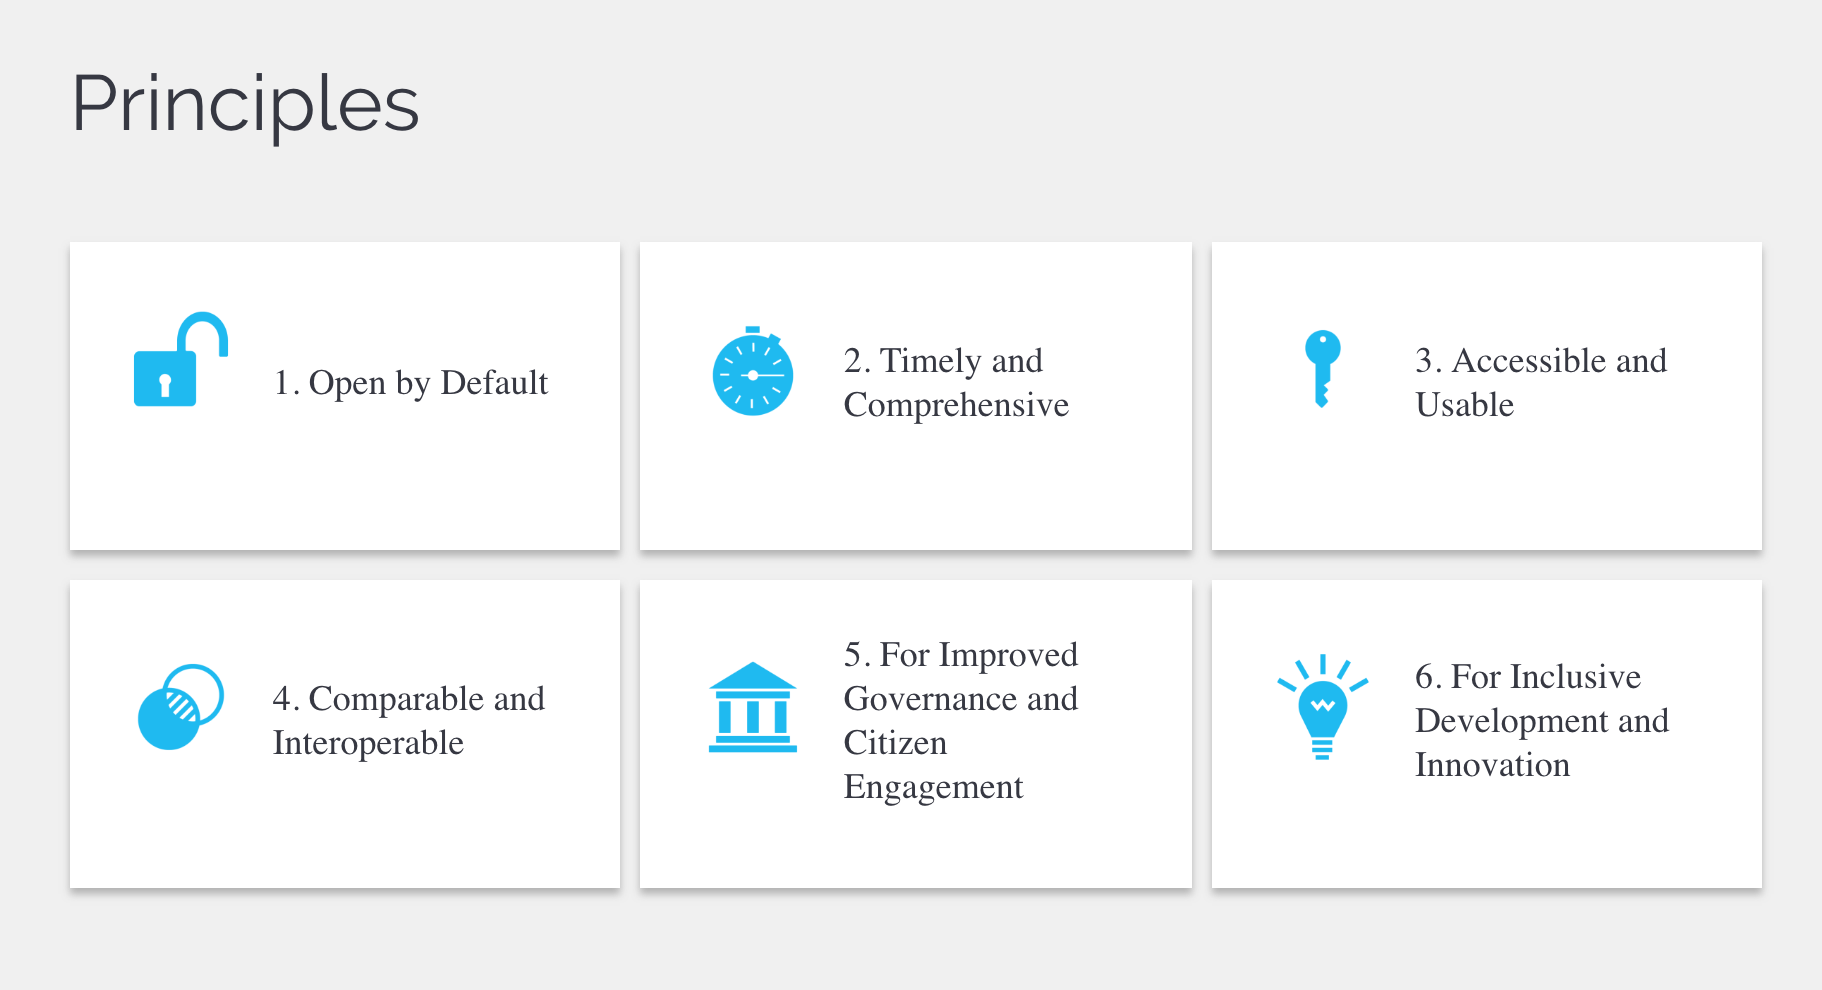 Principles
1. Open by Default
2. Timely and
Comprehensive
3. Accessible and
Usable
4. Comparable and
Interoperable
5. For Improved
Governance and
Citizen
Engagement
6. For Inclusive
Development and
Innovation